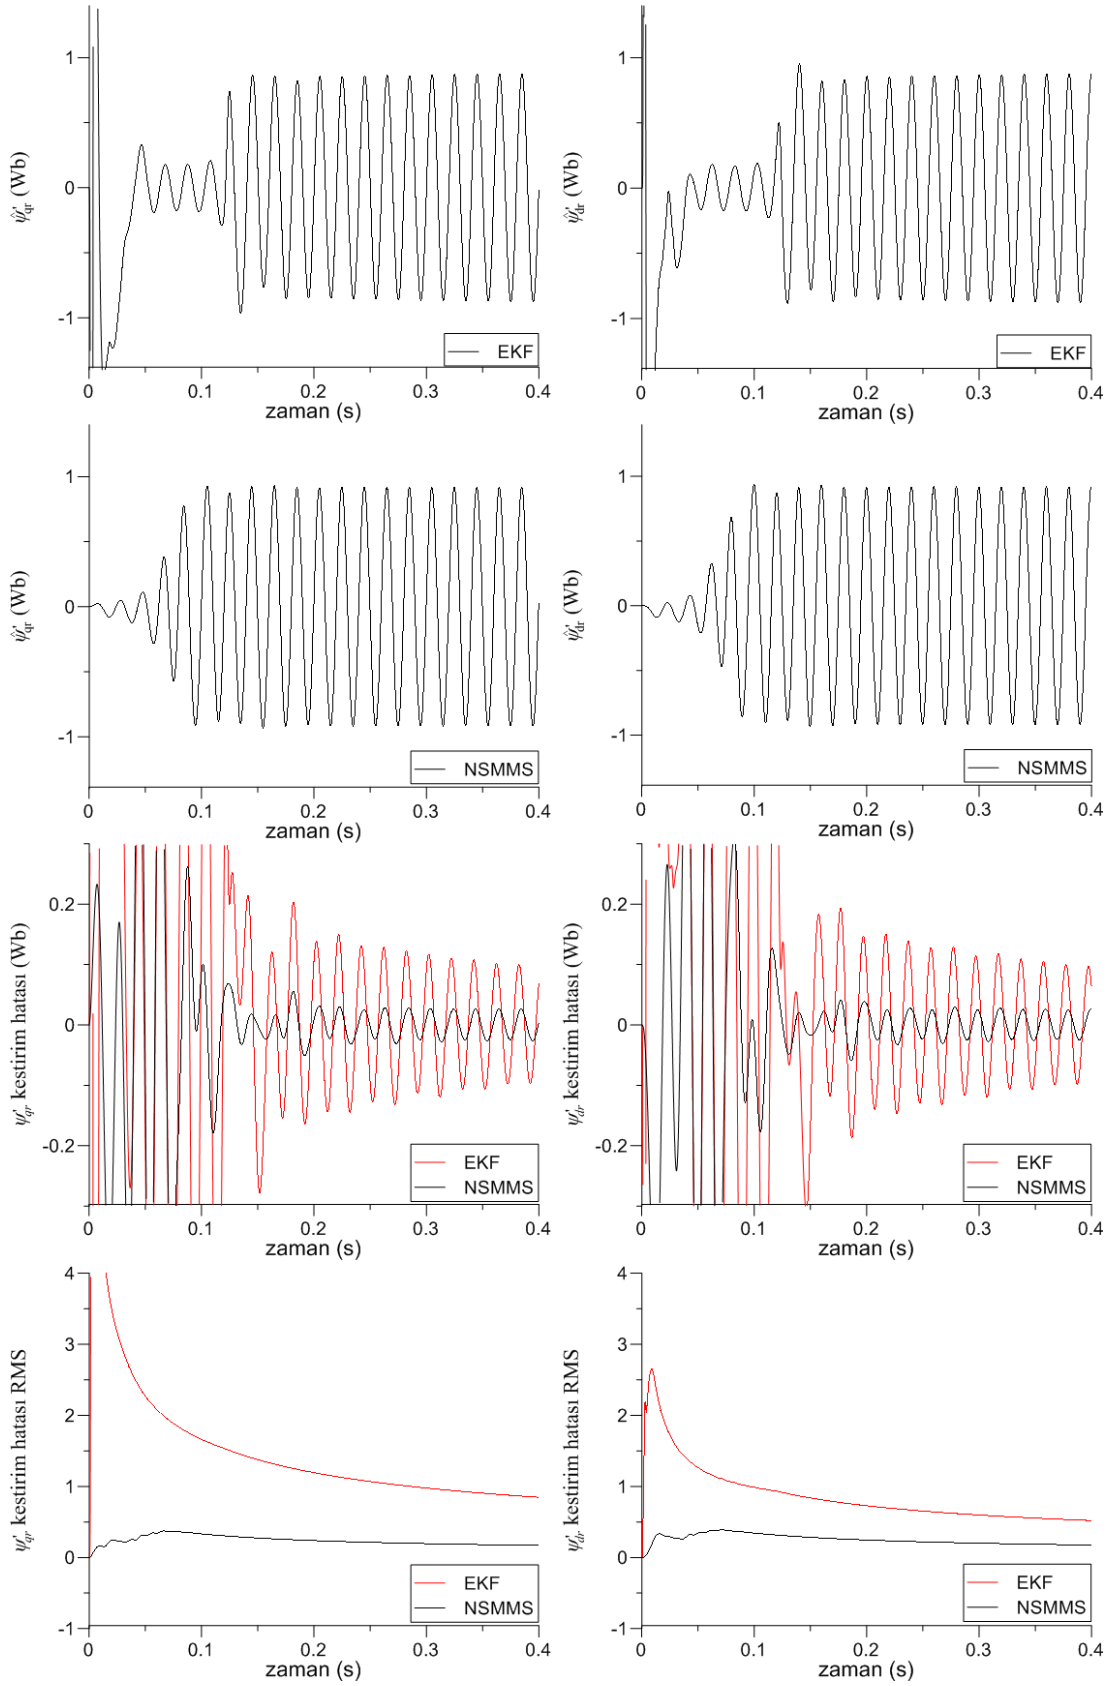 1
0
-1
ψ̂'qr (Wb)
EKF
0
0.1
0.2
0.3
0.4
zaman (s)
1
0
-1
ψ̂'dr (Wb)
EKF
0
0.1
0.2
0.3
0.4
zaman (s)
1
0
-1
ψ̂'qr (Wb)
NSMMS
0
0.1
0.2
0.3
0.4
zaman (s)
1
0
-1
ψ̂'dr (Wb)
NSMMS
0
0.1
0.2
0.3
0.4
zaman (s)
0.2
0
-0.2
ψ'qr kestirim hatası (Wb)
EKF
NSMMS
0
0.1
0.2
0.3
0.4
zaman (s)
0.2
0
-0.2
ψ'dr kestirim hatası (Wb)
EKF
NSMMS
0
0.1
0.2
0.3
0.4
zaman (s)
4
3
2
1
0
-1
ψ'qr kestirim hatası RMS
EKF
NSMMS
0
0.1
0.2
0.3
0.4
zaman (s)
4
3
2
1
0
-1
ψ'dr kestirim hatası RMS
EKF
NSMMS
0
0.1
0.2
0.3
0.4
zaman (s)